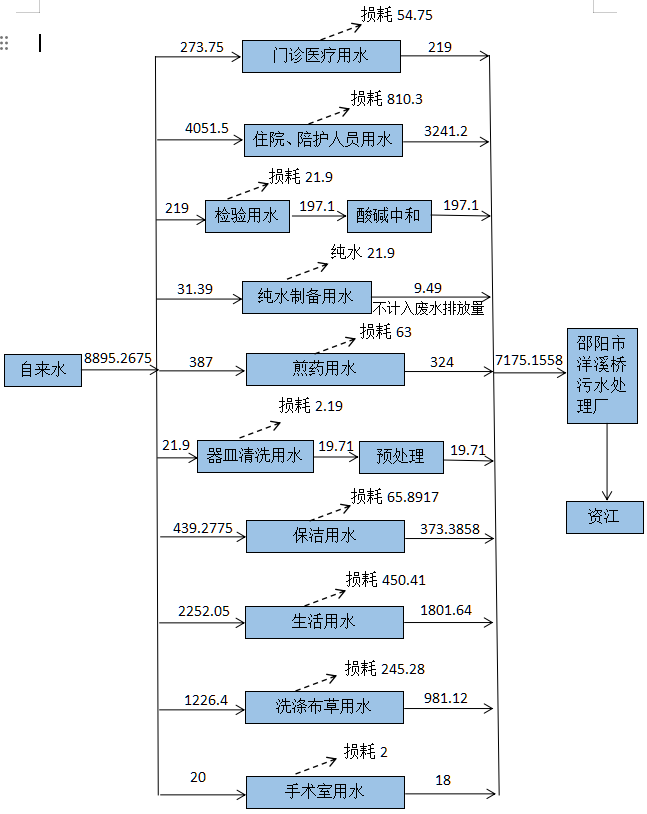 损耗 54.75
273.75
门诊医疗用水
219
损耗 810.3
4051.5
住院、陪护人员用水
3241.2
损耗 21.9
219
检验用水
197.1
酸碱中和
197.1
纯水 21.9
31.39
纯水制备用水
9.49
不计入废水排放量
损耗 63
自来水
8895.2675
387
煎药用水
324
7175.1558
邵阳市
洋溪桥
污水处
理厂
损耗 2.19
21.9
器皿清洗用水
19.71
预处理
19.71
损耗 65.8917
439.2775
保洁用水
373.3858
资江
损耗 450.41
2252.05
生活用水
1801.64
损耗 245.28
1226.4
洗涤布草用水
981.12
损耗 2
20
手术室用水
18